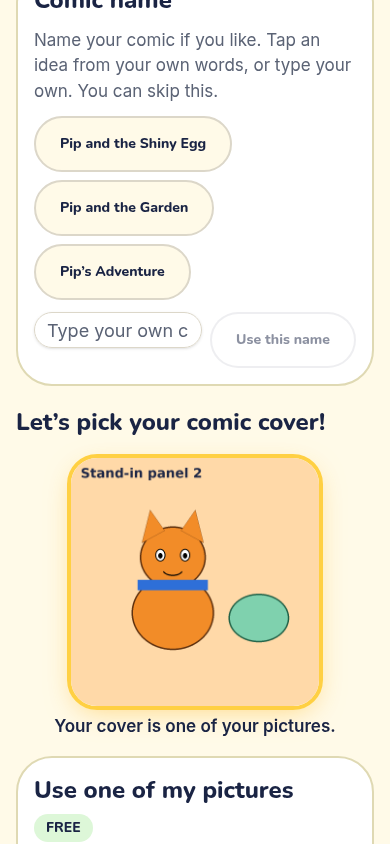 Comic name
Name your comic if you like. Tap an
idea from your own words, or type your
own. You can skip this.
Pip and the Shiny Egg
Pip and the Garden
Pip’s Adventure
Type your own c
Use this name
Let’s pick your comic cover!
Stand-in panel 2
Your cover is one of your pictures.
Use one of my pictures
FREE